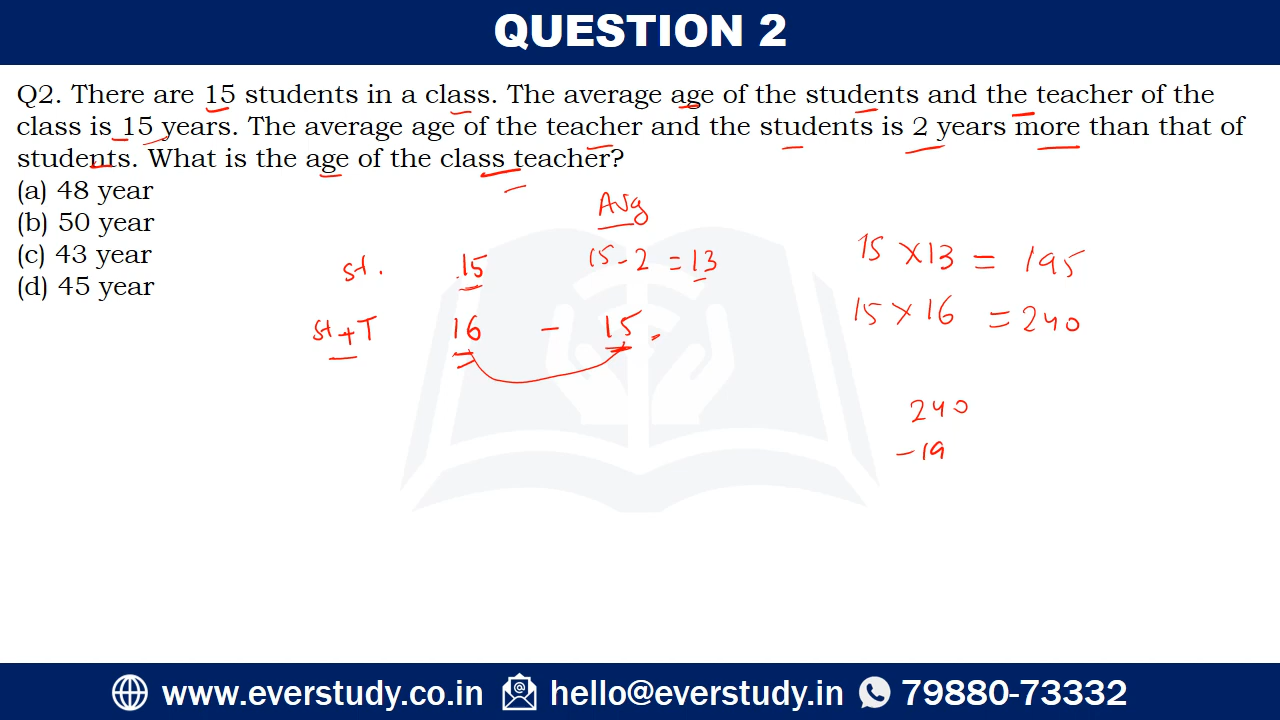 QUESTION 2
Q2. There are 15 students in a class. The average age of the students and the teacher of the
class is 15 years. The average age of the teacher and the students is 2 years more than that of
students. What is the age of the class teacher?
(a) 48 year
(b) 50 year
(c) 43 year
(d) 45 year
Avg
st. 15 15-2 = 13
st+T 16 - 15
15 × 13 = 195
15 × 16 = 240
240
-19
www.everstudy.co.in hello@everstudy.in 79880-73332